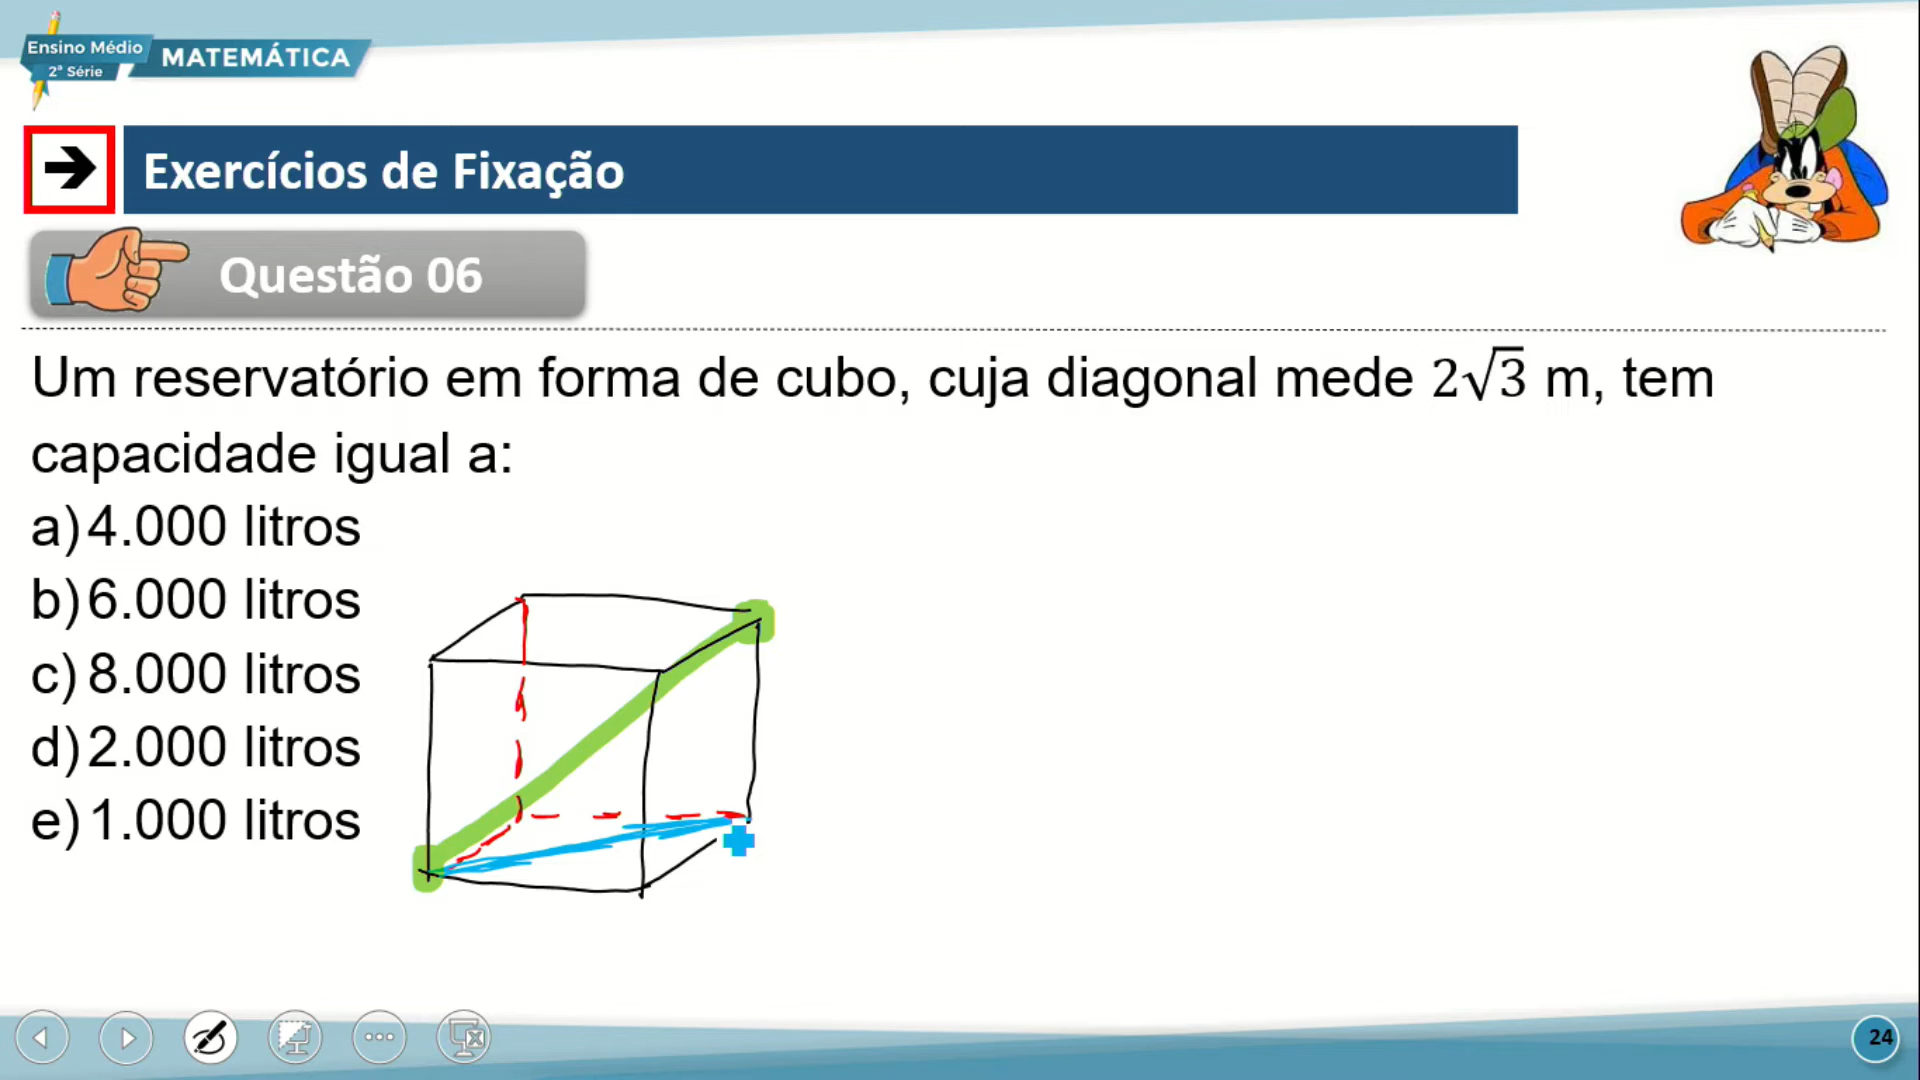 Ensino Médio
2ª Série
MATEMÁTICA
Exercícios de Fixação
Questão 06
Um reservatório em forma de cubo, cuja diagonal mede 2√3 m, tem
capacidade igual a:
a) 4.000 litros
b) 6.000 litros
c) 8.000 litros
d) 2.000 litros
e) 1.000 litros
24